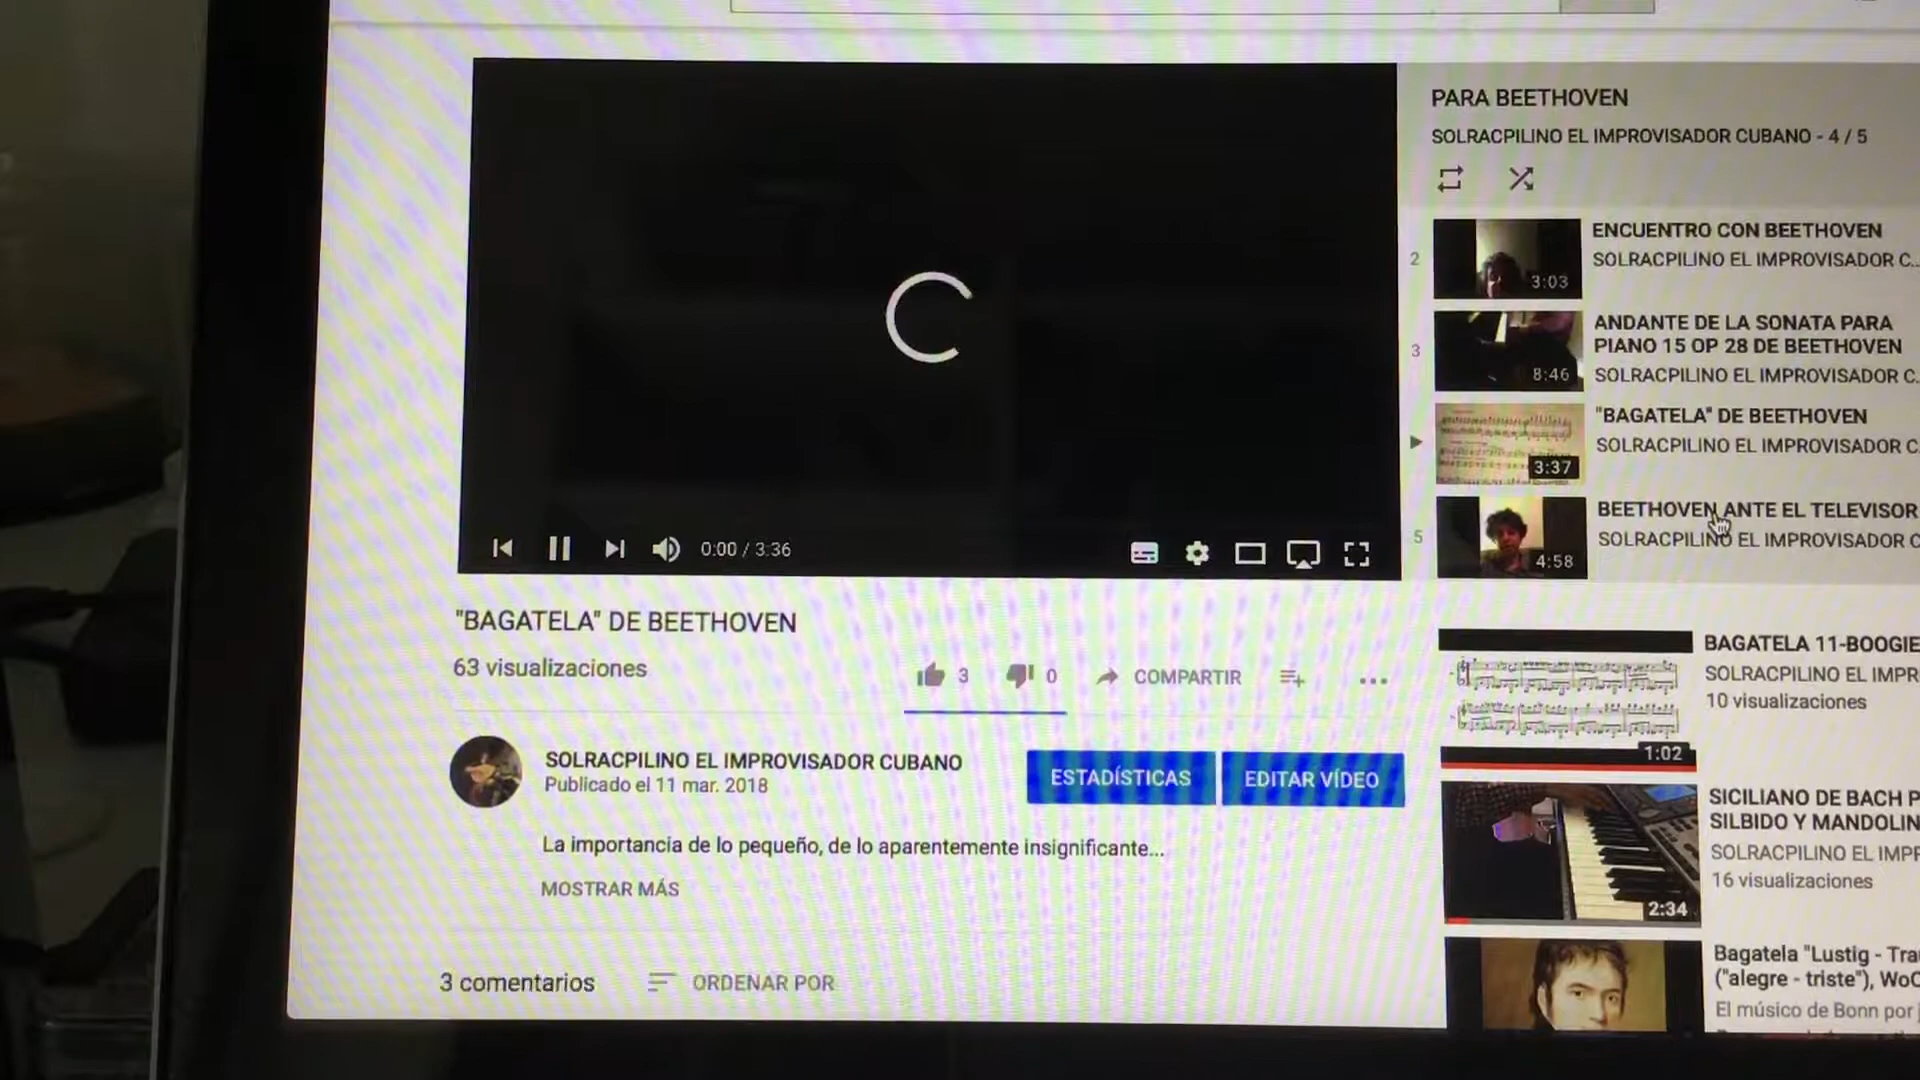 0:00 / 3:36
"BAGATELA" DE BEETHOVEN
63 visualizaciones
3
0
COMPARTIR
SOLRACPILINO EL IMPROVISADOR CUBANO
Publicado el 11 mar. 2018
ESTADÍSTICAS
EDITAR VÍDEO
La importancia de lo pequeño, de lo aparentemente insignificante...
MOSTRAR MÁS
3 comentarios
ORDENAR POR
PARA BEETHOVEN
SOLRACPILINO EL IMPROVISADOR CUBANO - 4 / 5
2
3:03
ENCUENTRO CON BEETHOVEN
SOLRACPILINO EL IMPROVISADOR C...
3
8:46
ANDANTE DE LA SONATA PARA
PIANO 15 OP 28 DE BEETHOVEN
SOLRACPILINO EL IMPROVISADOR C.
3:37
"BAGATELA" DE BEETHOVEN
SOLRACPILINO EL IMPROVISADOR C.
5
4:58
BEETHOVEN ANTE EL TELEVISOR
SOLRACPILINO EL IMPROVISADOR C
1:02
BAGATELA 11-BOOGIE
SOLRACPILINO EL IMPR
10 visualizaciones
2:34
SICILIANO DE BACH P
SILBIDO Y MANDOLIN
SOLRACPILINO EL IMPR
16 visualizaciones
Bagatela "Lustig - Tra
("alegre - triste"), WoO
El músico de Bonn por j